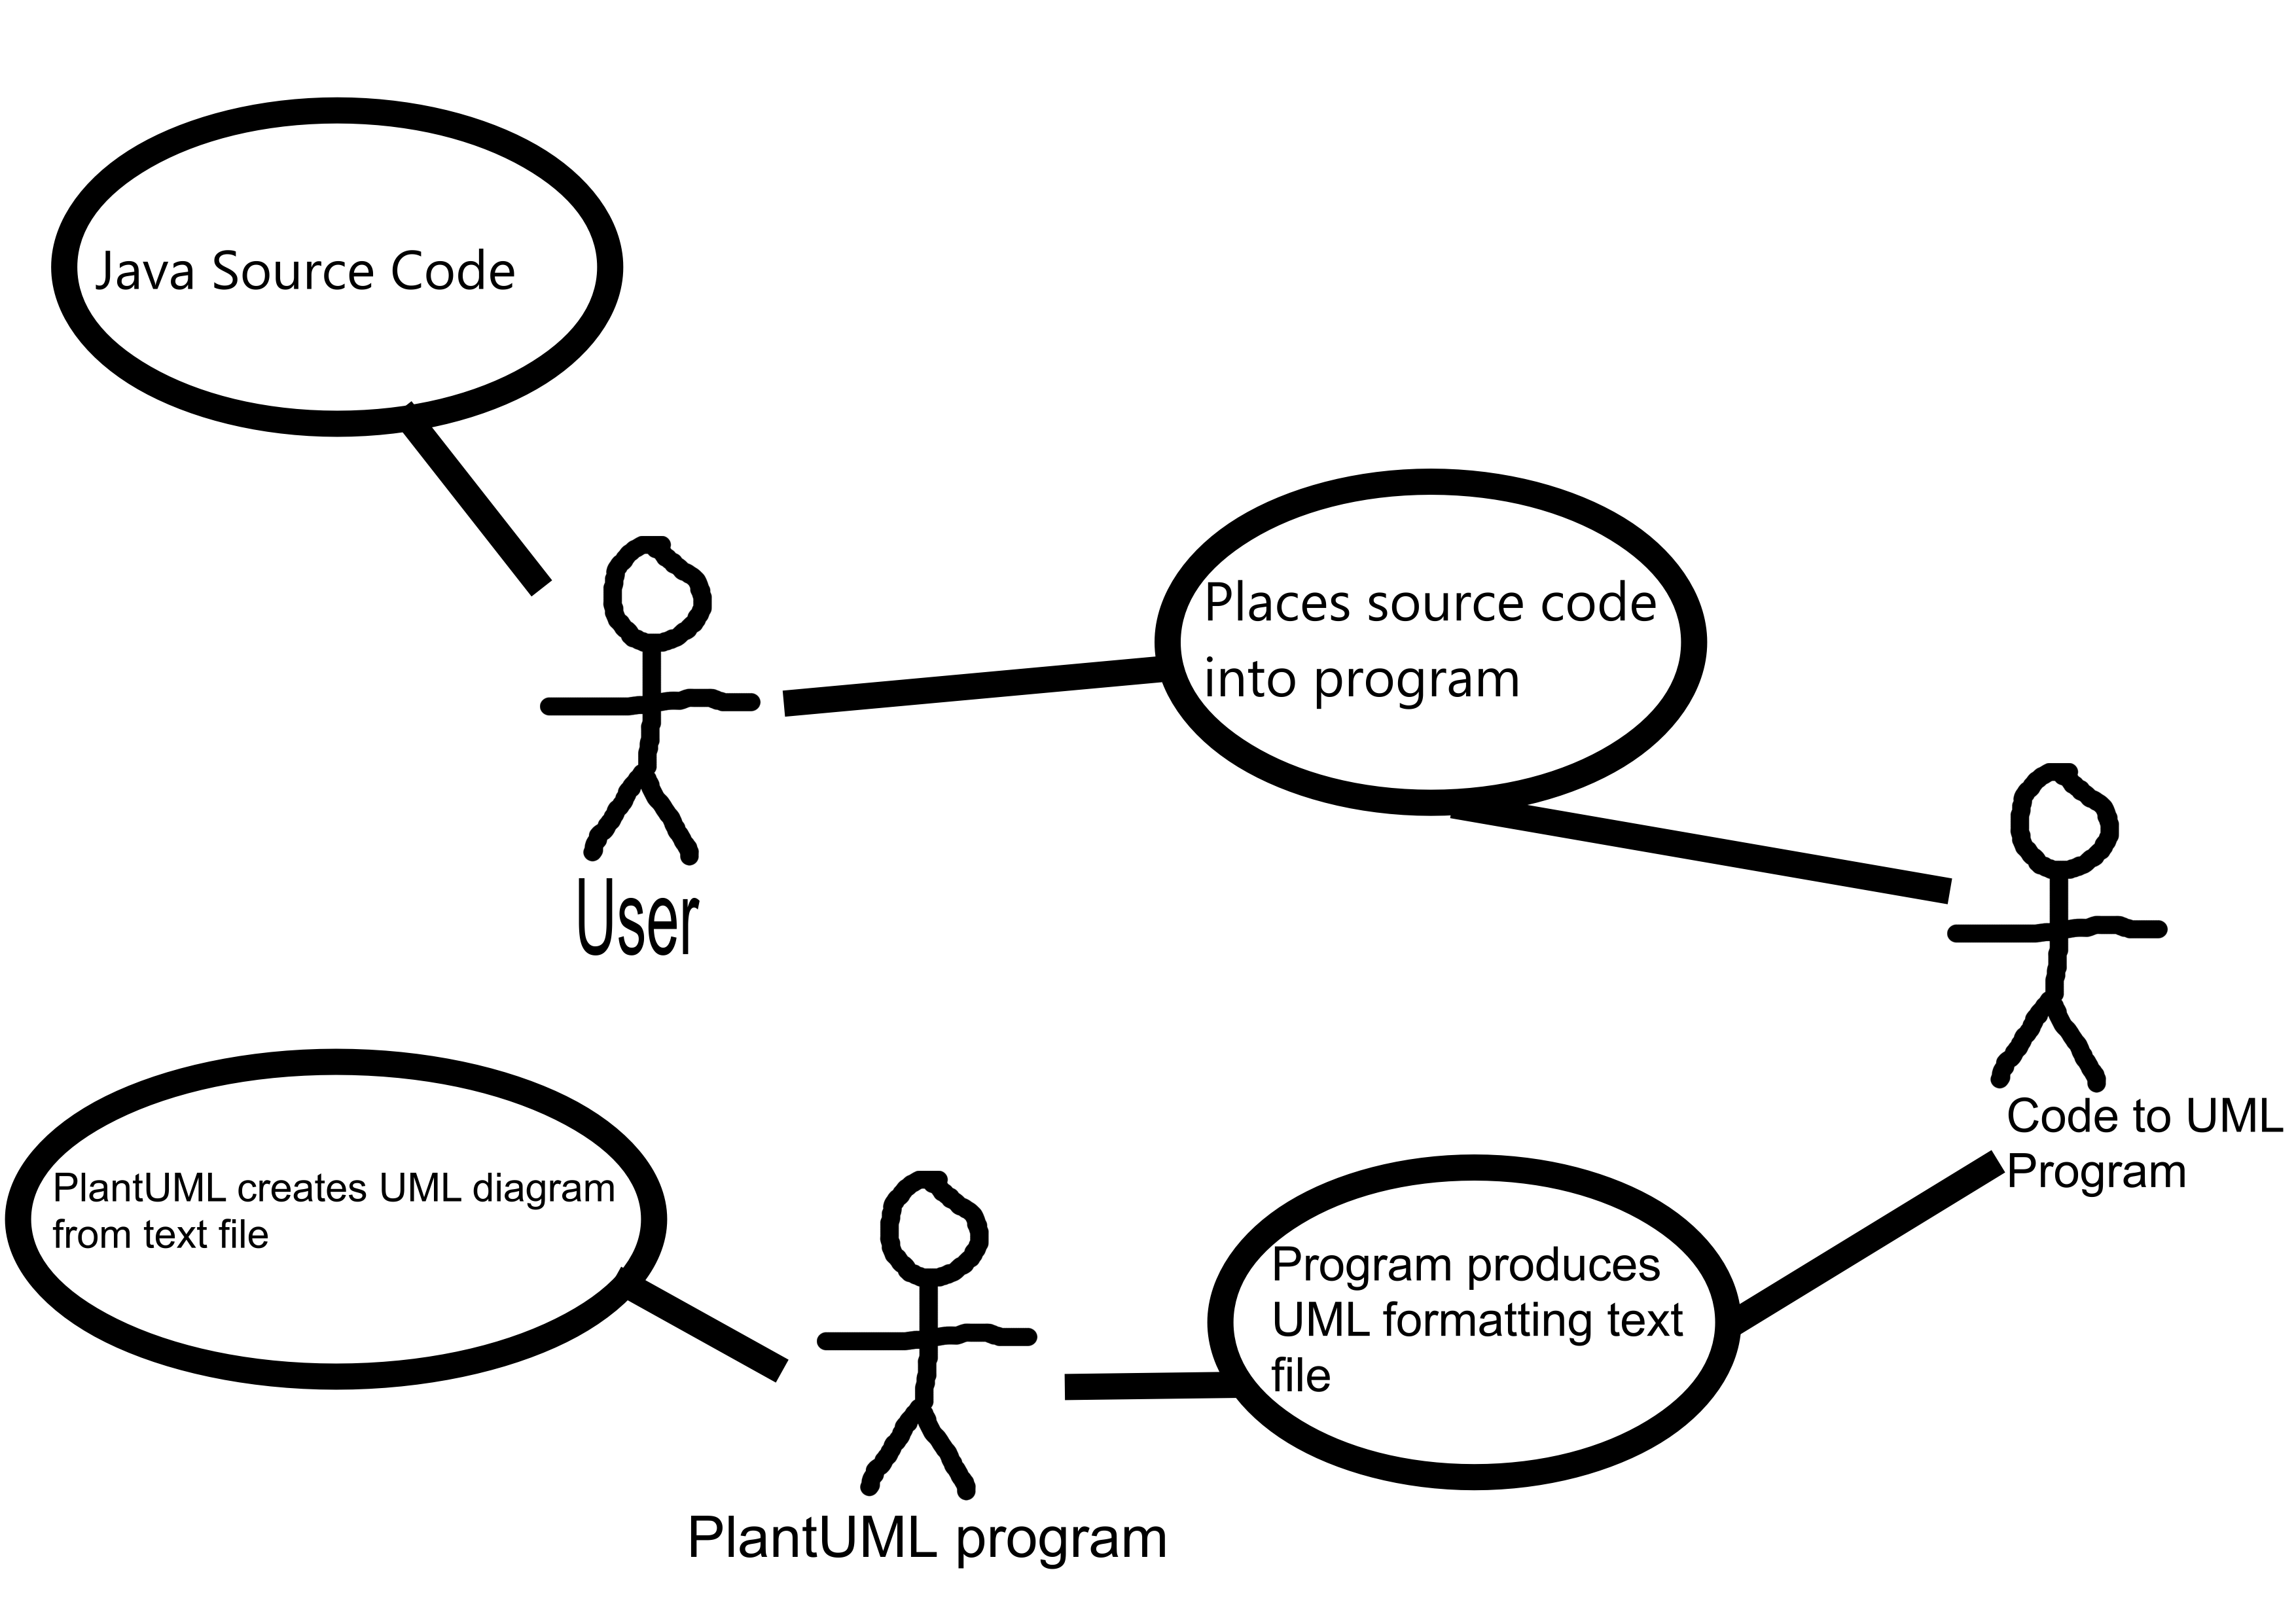 Java Source Code
Places source code
into program
User
Code to UML
Program
PlantUML creates UML diagram
from text file
Program produces
UML formatting text
file
PlantUML program